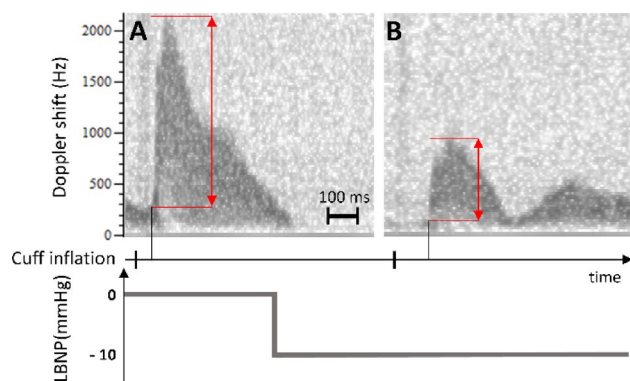 A
B
2000
1500
1000
500
0
Doppler shift (Hz)
100 ms
Cuff inflation
time
0
- 10
LBNP(mmHg)